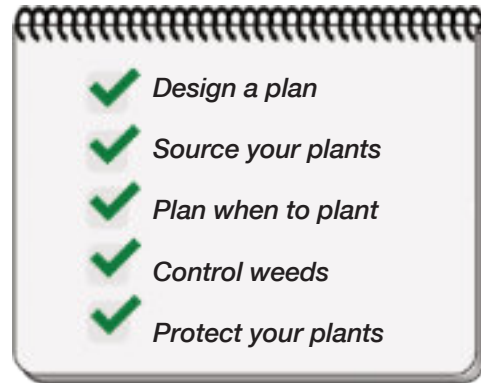 Design a plan
Source your plants
Plan when to plant
Control weeds
Protect your plants